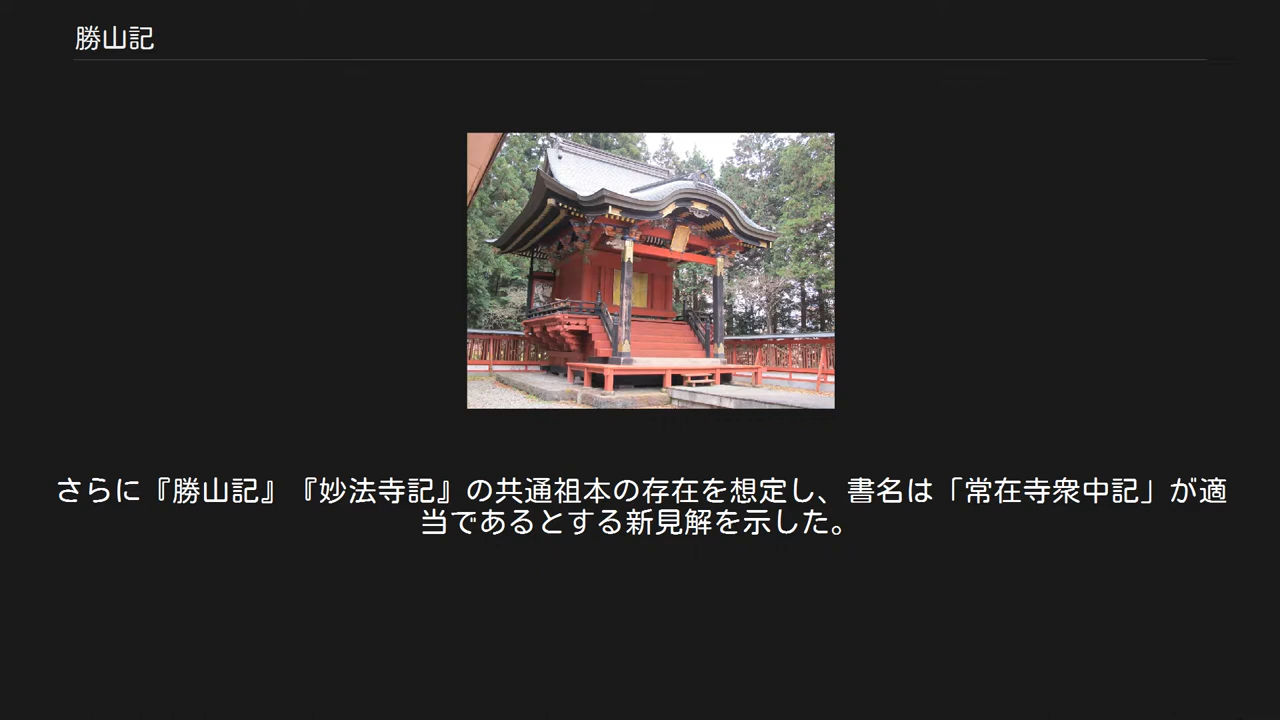 勝山記
さらに『勝山記』『妙法寺記』の共通祖本の存在を想定し、書名は「常在寺衆中記」が適
当であるとする新見解を示した。